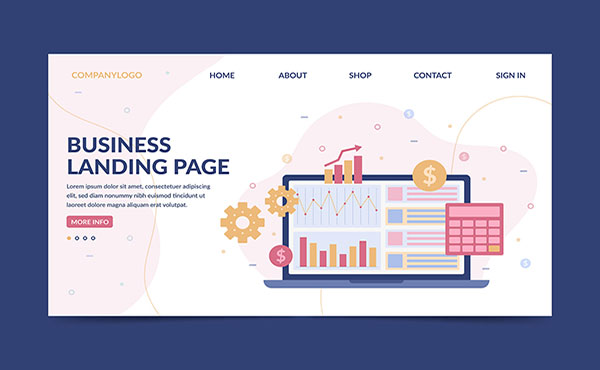 COMPANYLOGO
HOME
ABOUT
SHOP
CONTACT
SIGN IN
BUSINESS
LANDING PAGE
Lorem ipsum dolor sit amet, consectetuer adipiscing
elit, sed diam nonummy nibh euismod tincidunt ut
laoreet magna aliquam erat volutpat.
MORE INFO
$
$
$
$
$